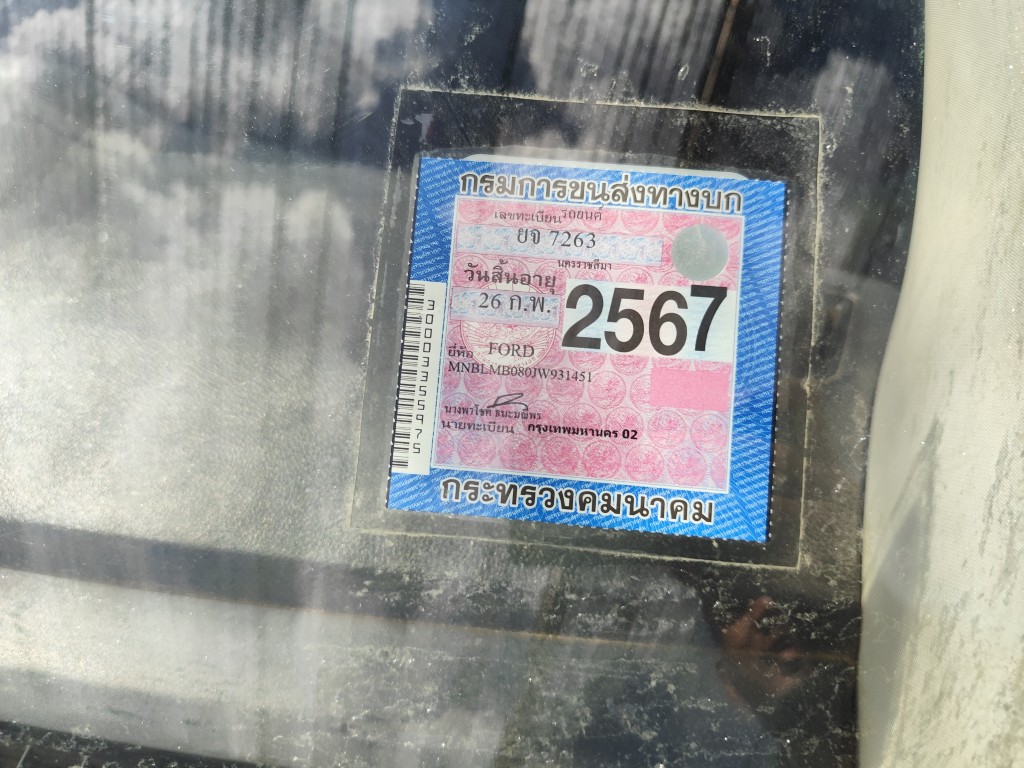 กรมการขนส่งทางบก
เลขทะเบียนรถยนต์
ยจ 7263
นครราชสีมา
วันสิ้นอายุ
26 ก.พ.
2567
ยี่ห้อ FORD
MNBLMB080JW931451
นายทะเบียน กรุงเทพมหานคร 02
กระทรวงคมนาคม
3000033559975